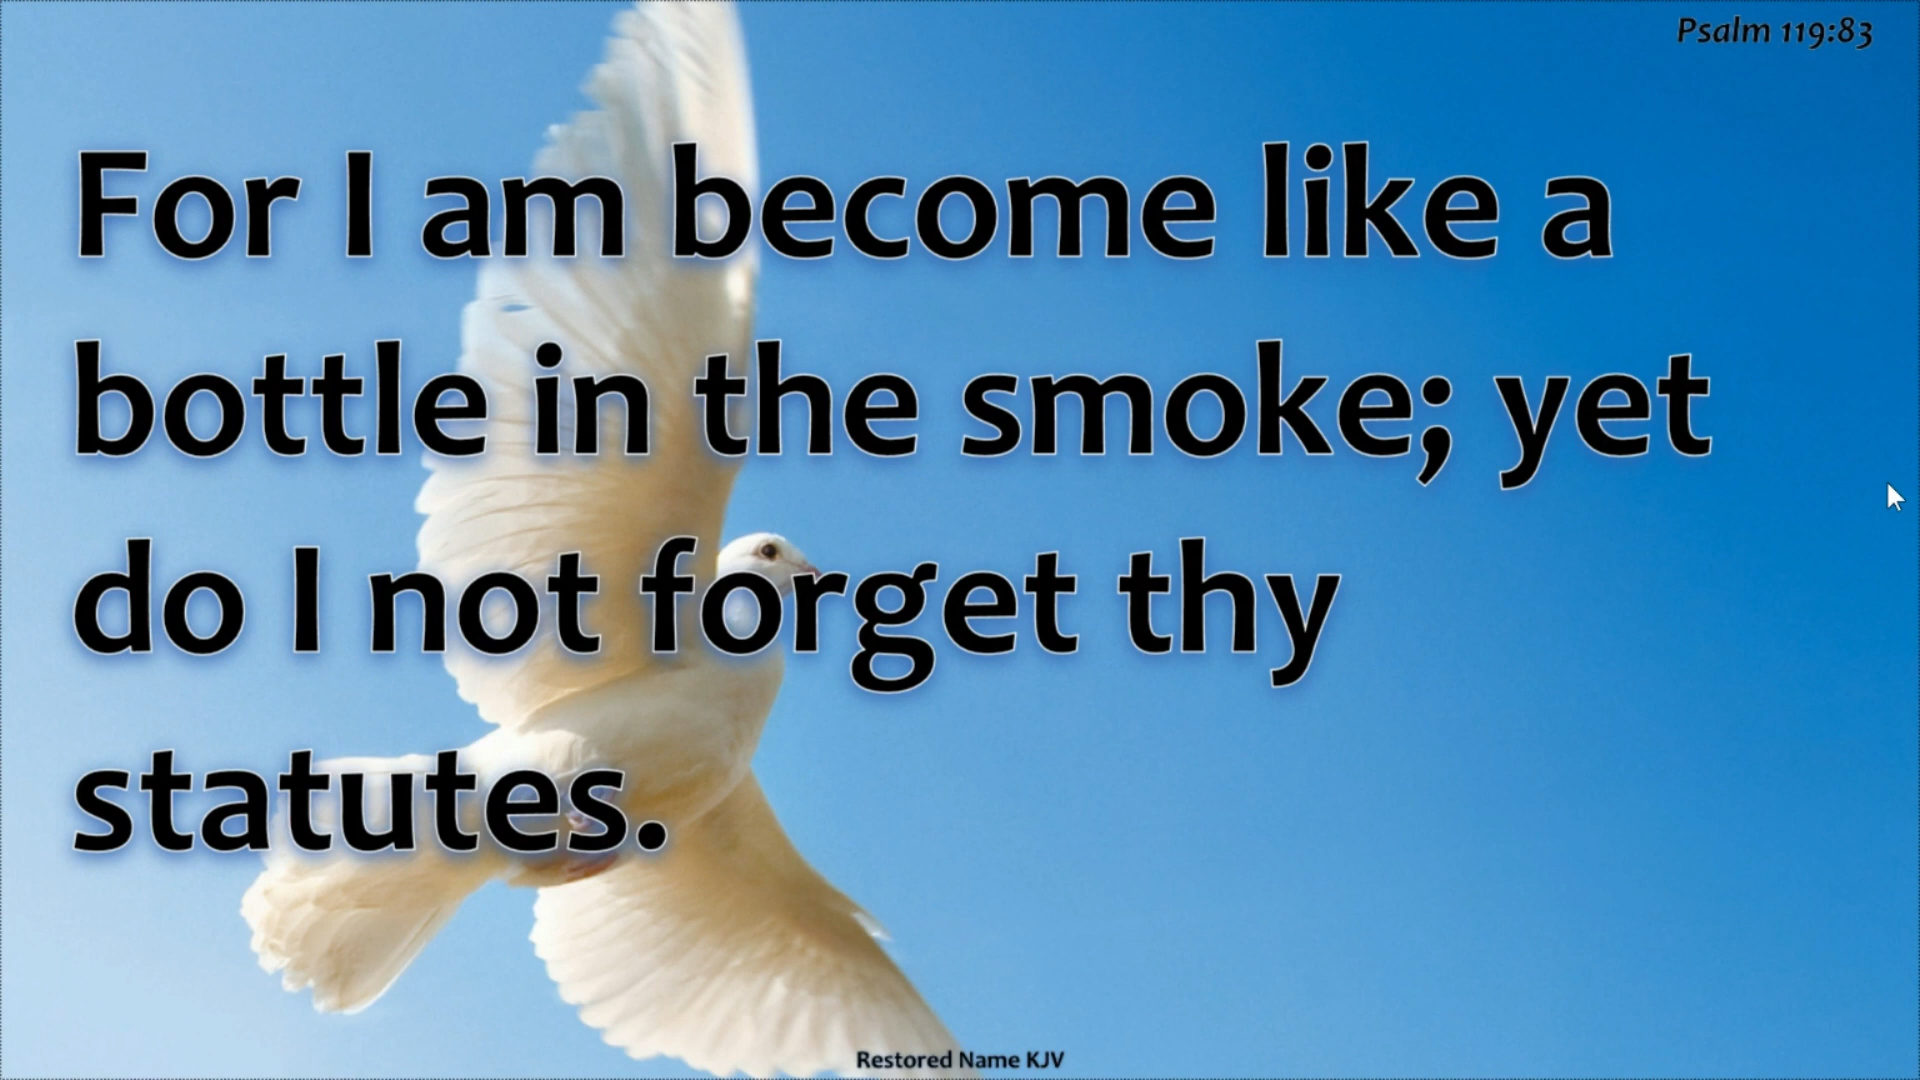 Psalm 119:83
For I am become like a
bottle in the smoke; yet
do I not forget thy
statutes.
Restored Name KJV